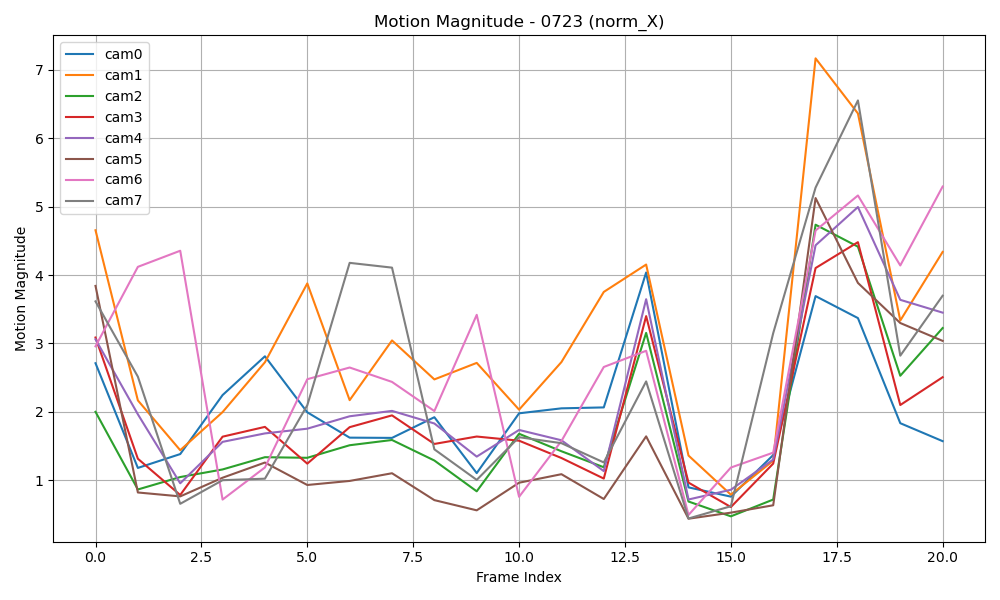 Motion Magnitude - 0723 (norm_X)
cam0
cam1
cam2
cam3
cam4
cam5
cam6
cam7
Motion Magnitude
7
6
5
4
3
2
1
0.0 2.5 5.0 7.5 10.0 12.5 15.0 17.5 20.0
Frame Index